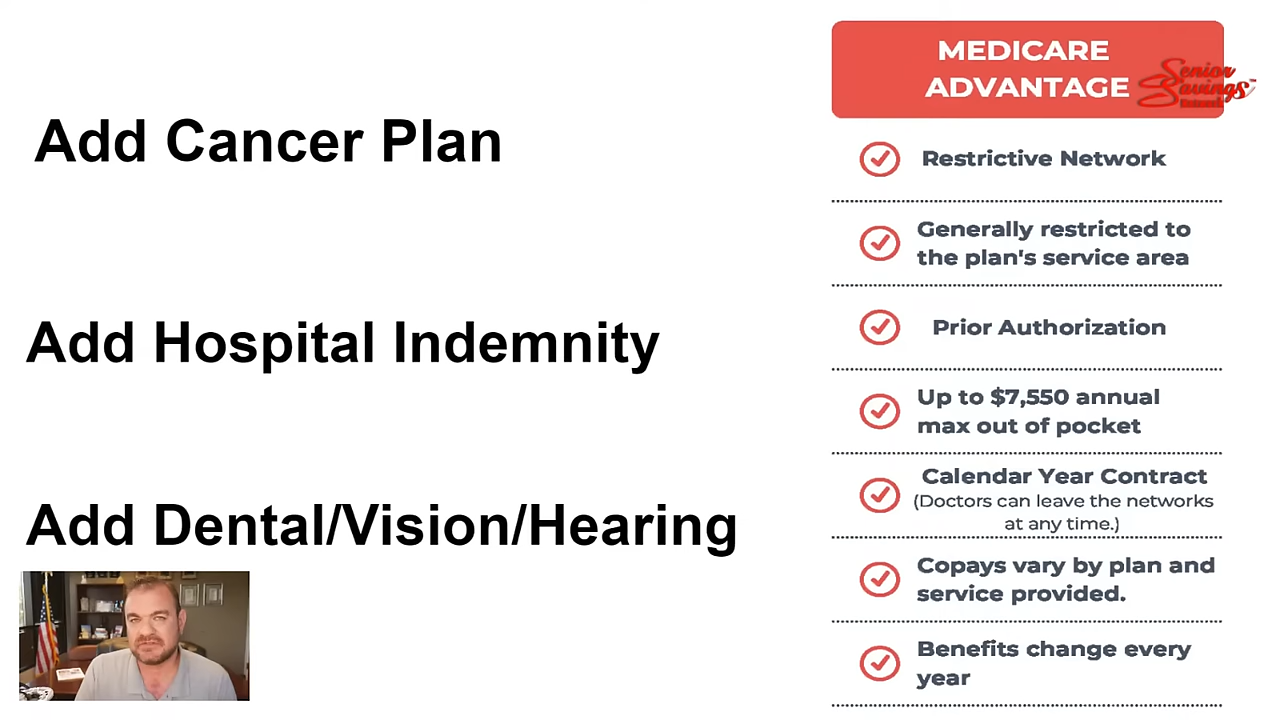 Add Cancer Plan
Add Hospital Indemnity
Add Dental/Vision/Hearing
MEDICARE
ADVANTAGE
Senior
Savings
Network
Restrictive Network
Generally restricted to
the plan's service area
Prior Authorization
Up to $7,550 annual
max out of pocket
Calendar Year Contract
(Doctors can leave the networks
at any time.)
Copays vary by plan and
service provided.
Benefits change every
year